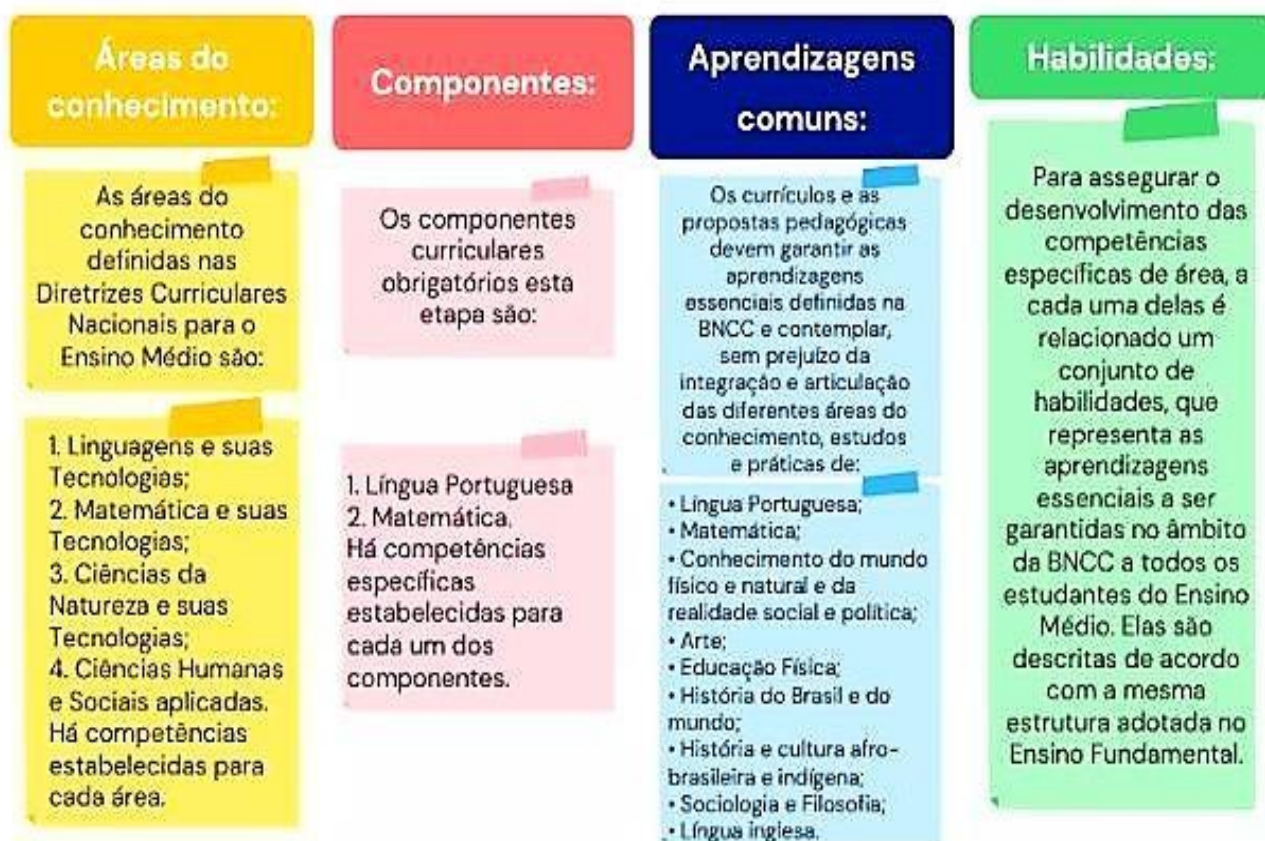 Áreas do
conhecimento:
As áreas do
conhecimento
definidas nas
Diretrizes Curriculares
Nacionais para o
Ensino Médio são:
1. Linguagens e suas
Tecnologias;
2. Matemática e suas
Tecnologias;
3. Ciências da
Natureza e suas
Tecnologias;
4. Ciências Humanas
e Sociais aplicadas.
Há competências
estabelecidas para
cada área.
Componentes:
Os componentes
curriculares
obrigatórios esta
etapa são:
1. Língua Portuguesa
2. Matemática.
Há competências
específicas
estabelecidas para
cada um dos
componentes.
Aprendizagens
comuns:
Os currículos e as
propostas pedagógicas
devem garantir as
aprendizagens
essenciais definidas na
BNCC e contemplar,
sem prejuízo da
integração e articulação
das diferentes áreas do
conhecimento, estudos
e práticas de:
• Língua Portuguesa;
• Matemática;
• Conhecimento do mundo
físico e natural e da
realidade social e política;
• Arte;
• Educação Física;
• História do Brasil e do
mundo;
• História e cultura afro-
brasileira e indígena;
• Sociologia e Filosofia;
• Língua inglesa.
Habilidades:
Para assegurar o
desenvolvimento das
competências
específicas de área, a
cada uma delas é
relacionado um
conjunto de
habilidades, que
representa as
aprendizagens
essenciais a ser
garantidas no âmbito
da BNCC a todos os
estudantes do Ensino
Médio. Elas são
descritas de acordo
com a mesma
estrutura adotada no
Ensino Fundamental.